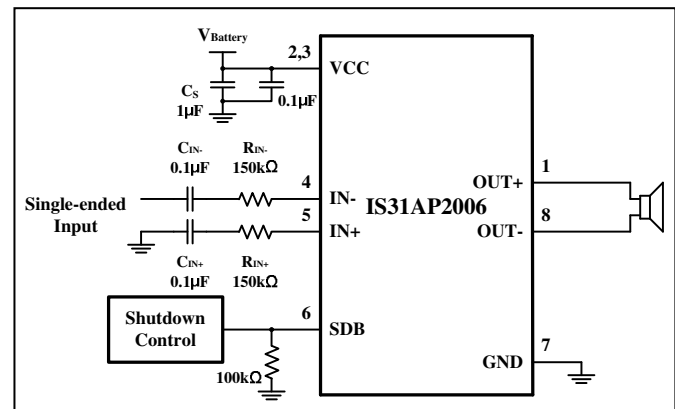 VBattery
2,3
VCC
CS
1µF
0.1µF
CIN-
0.1µF
RIN-
150kΩ
4
IN-
Single-ended
Input
5
IN+
CIN+
0.1µF
RIN+
150kΩ
IS31AP2006
OUT+
1
OUT-
8
Shutdown
Control
6
SDB
100kΩ
GND
7